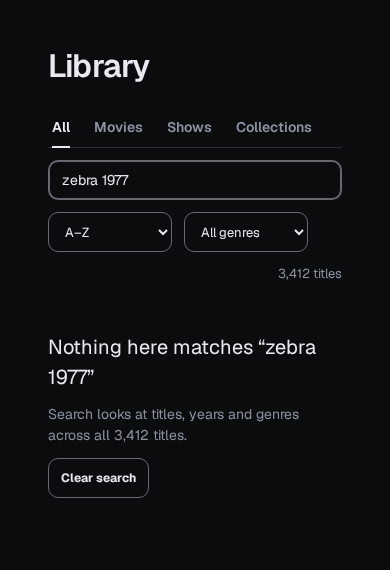 Library
All Movies Shows Collections
zebra 1977
A–Z All genres
3,412 titles
Nothing here matches “zebra
1977”
Search looks at titles, years and genres
across all 3,412 titles.
Clear search